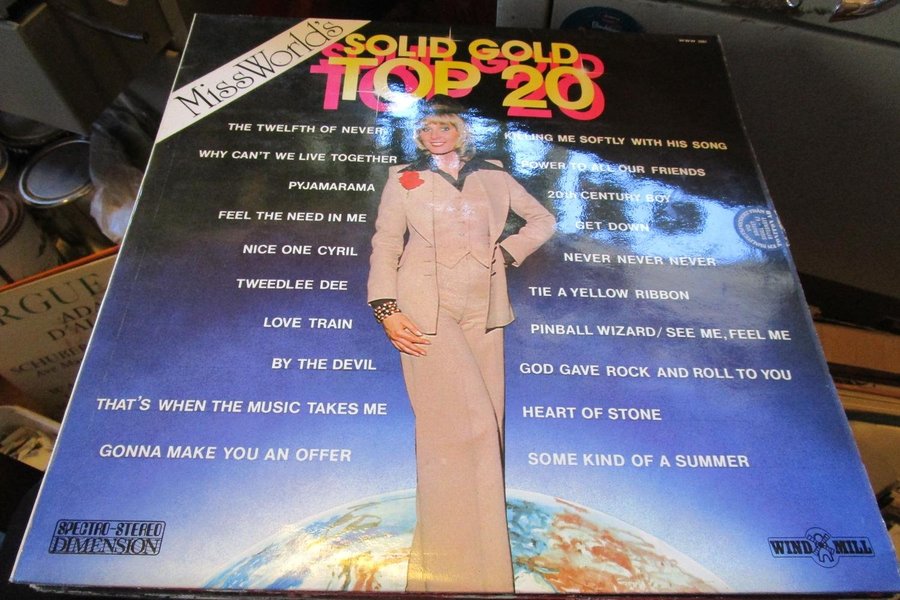 Miss World's
SOLID GOLD
TOP 20
THE TWELFTH OF NEVER
WHY CAN'T WE LIVE TOGETHER
PYJAMARAMA
FEEL THE NEED IN ME
NICE ONE CYRIL
TWEEDLEE DEE
LOVE TRAIN
BY THE DEVIL
THAT'S WHEN THE MUSIC TAKES ME
GONNA MAKE YOU AN OFFER
KILLING ME SOFTLY WITH HIS SONG
POWER TO ALL OUR FRIENDS
20th CENTURY BOY
GET DOWN
NEVER NEVER NEVER
TIE A YELLOW RIBBON
PINBALL WIZARD/SEE ME, FEEL ME
GOD GAVE ROCK AND ROLL TO YOU
HEART OF STONE
SOME KIND OF A SUMMER
SPECTRO-STEREO
DIMENSION
WIND MILL